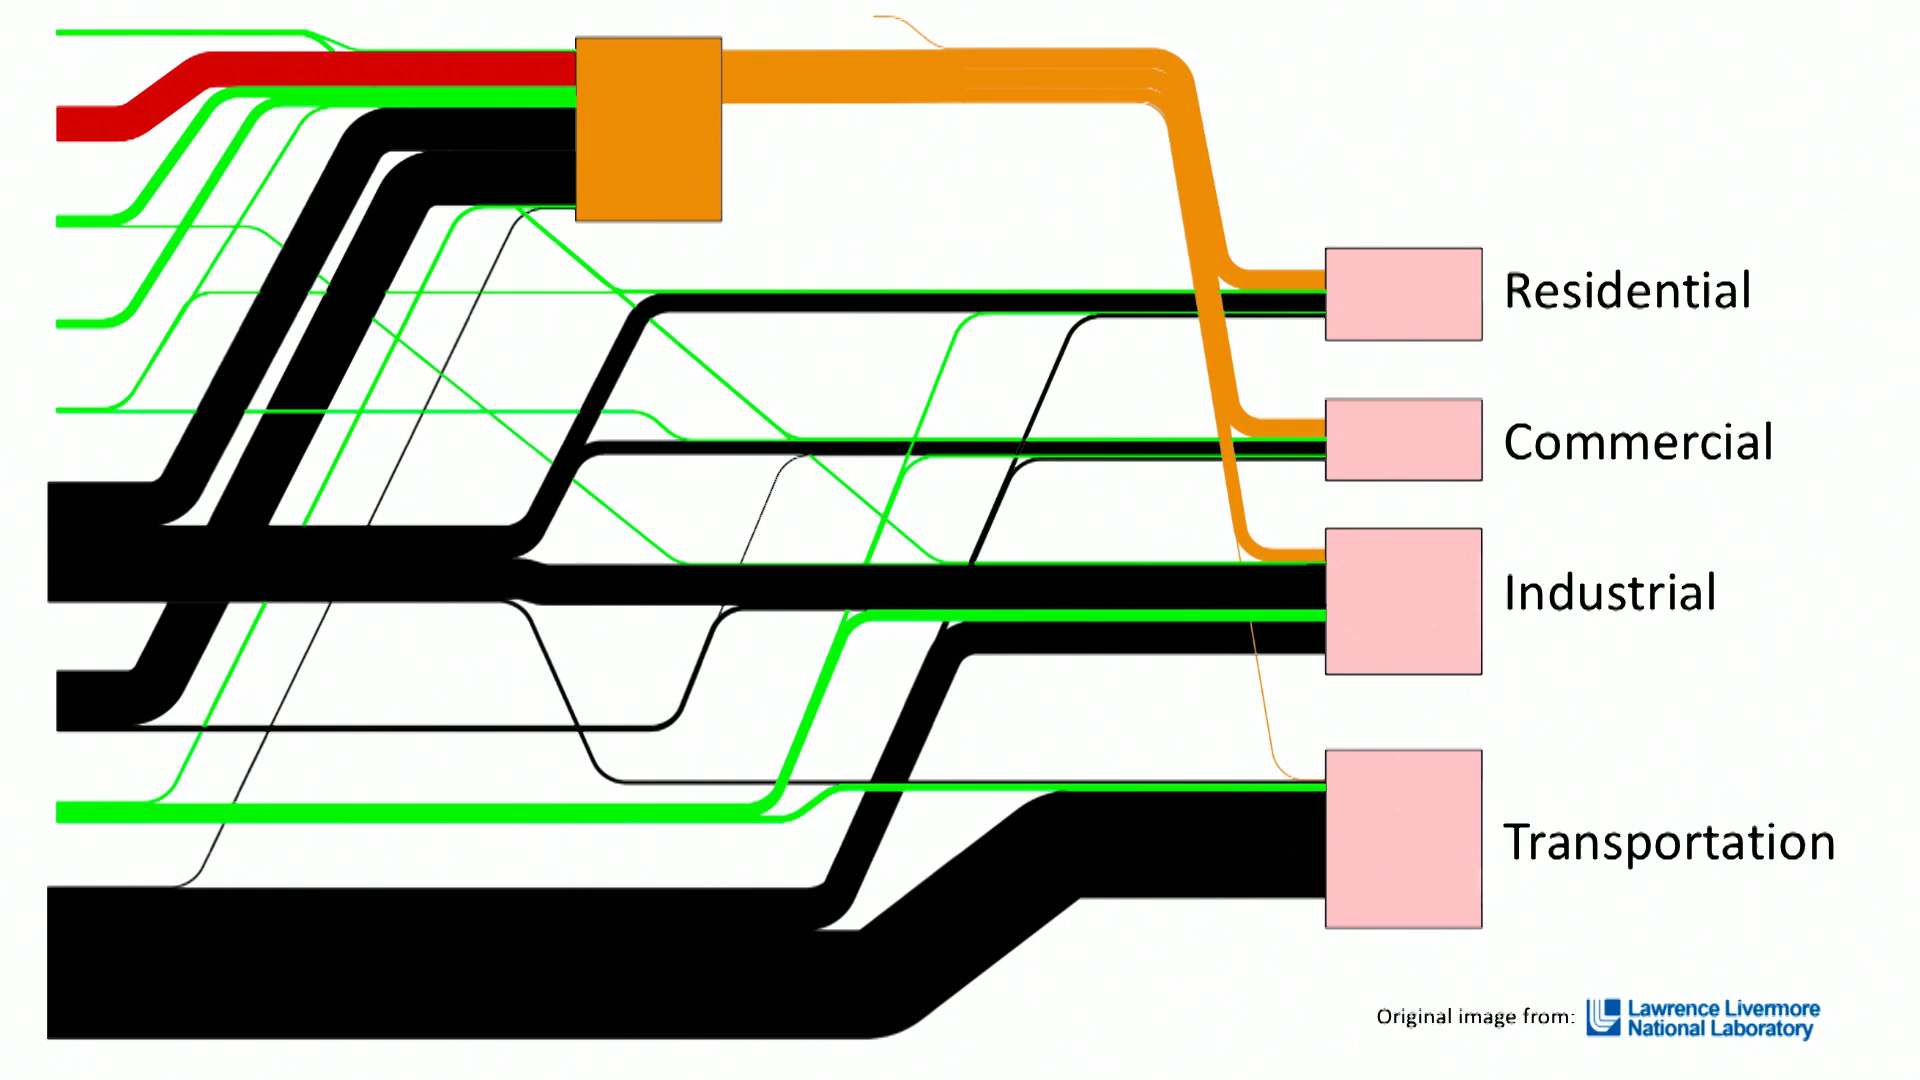 Residential
Commercial
Industrial
Transportation
Original image from:
Lawrence Livermore
National Laboratory